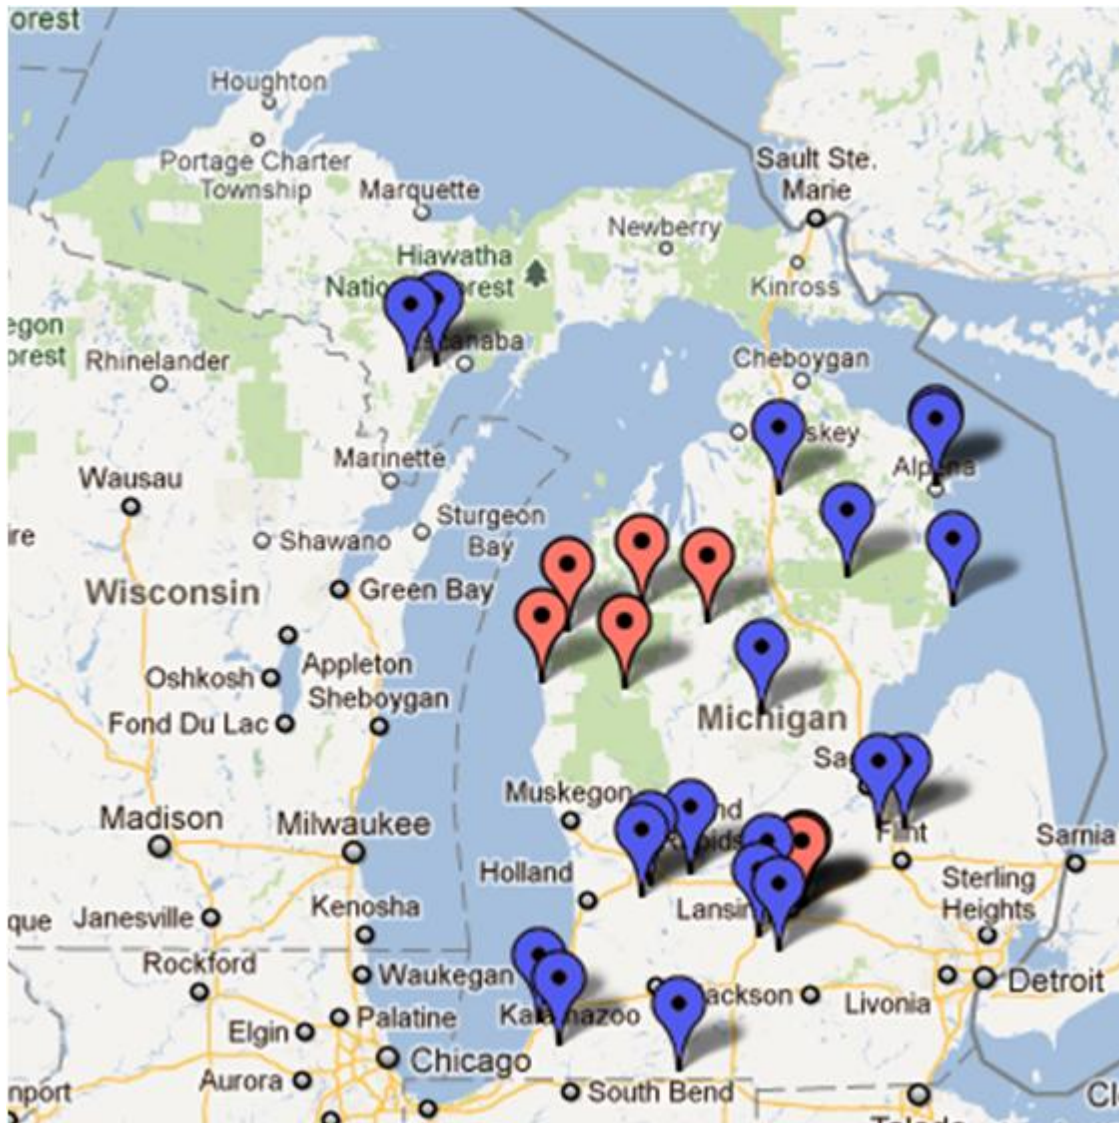 orest
Houghton
Portage Charter
Township
Marquette
Sault Ste.
Marie
Newberry
Hiawatha
Kinross
egon
orest
Rhinelander
Cheboygan
Marinette
Wausau
Sturgeon
Bay
ire
Shawano
Wisconsin
Green Bay
Appleton
Oshkosh
Sheboygan
Fond Du Lac
Michigan
Muskegon
Madison
Milwaukee
Flint
Sarnia
Holland
Sterling
Heights
que
Janesville
Kenosha
Rockford
Waukegan
Detroit
Livonia
Elgin
Palatine
Chicago
Aurora
South Bend
nport